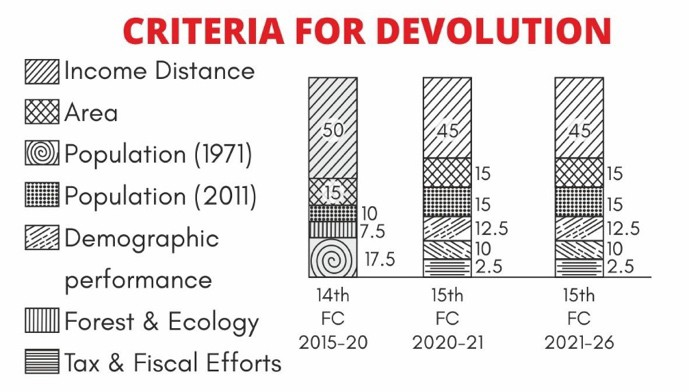 CRITERIA FOR DEVOLUTION
Income Distance
Area
Population (1971)
Population (2011)
Demographic
performance
Forest & Ecology
Tax & Fiscal Efforts
50
15
10
7.5
17.5
14th
FC
2015-20
45
15
15
12.5
10
2.5
15th
FC
2020-21
45
15
15
12.5
10
2.5
15th
FC
2021-26